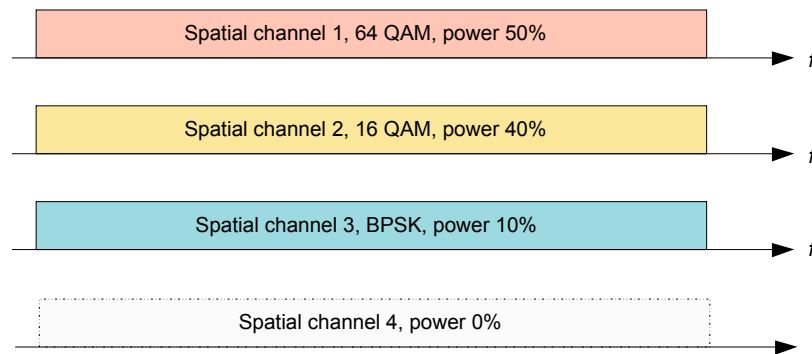 Spatial channel 1, 64 QAM, power 50%
f
Spatial channel 2, 16 QAM, power 40%
f
Spatial channel 3, BPSK, power 10%
f
Spatial channel 4, power 0%